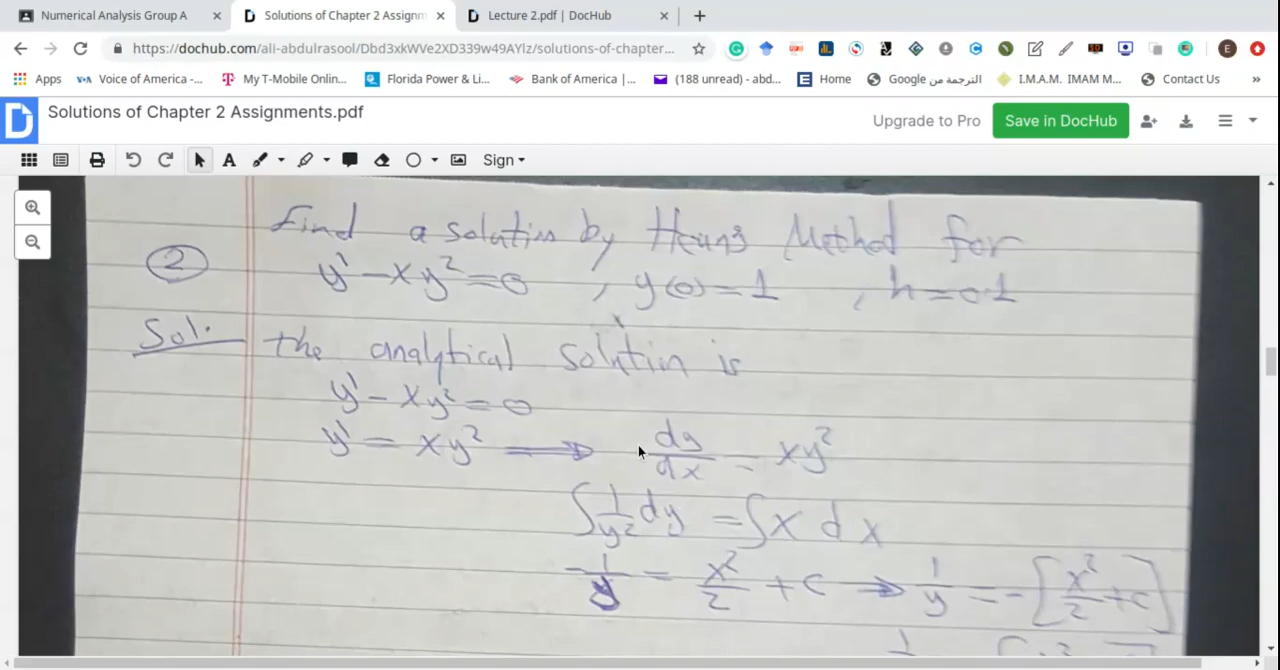 Numerical Analysis Group A
Solutions of Chapter 2 Assignm
Lecture 2.pdf | DocHub
https://dochub.com/ali-abdulrasool/Dbd3xkWVe2XD339w49AYlz/solutions-of-chapter...
Apps
Voice of America -...
My T-Mobile Onlin...
Florida Power & Li...
Bank of America |...
(188 unread) - abd...
Home
Google الترجمة من
I.M.A.M. IMAM M...
Contact Us
Solutions of Chapter 2 Assignments.pdf
Upgrade to Pro
Save in DocHub
Sign
Find a solution by Heun's Method for
2 y' - xy² = 0 , y(0) = 1 , h = 0.1
Sol. the analytical solution is
y' - xy² = 0
y' = xy² ⟹ dy/dx = xy²
∫ 1/y² dy = ∫ x dx
-1/y = x²/2 + c ⟹ 1/y = -[x²/2 + c]